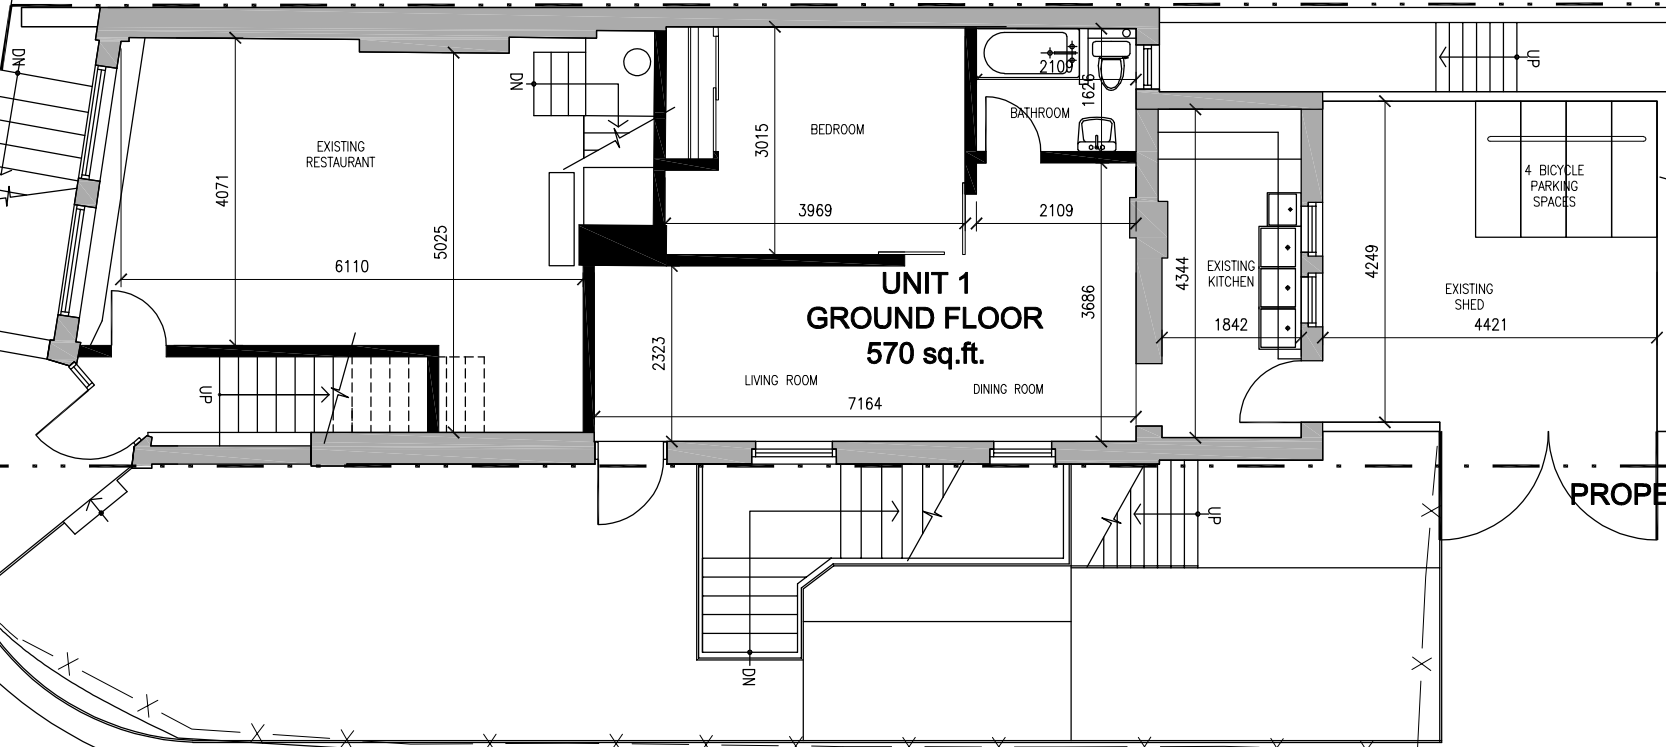 DN
UP
DN
2109
1626
BATHROOM
3015
BEDROOM
EXISTING
RESTAURANT
4071
4 BICYCLE
PARKING
SPACES
3969
2109
5025
6110
UNIT 1
GROUND FLOOR
570 sq.ft.
3686
4344
EXISTING
KITCHEN
4249
EXISTING
SHED
1842
4421
2323
LIVING ROOM
DINING ROOM
UP
7164
PROPE
UP
DN